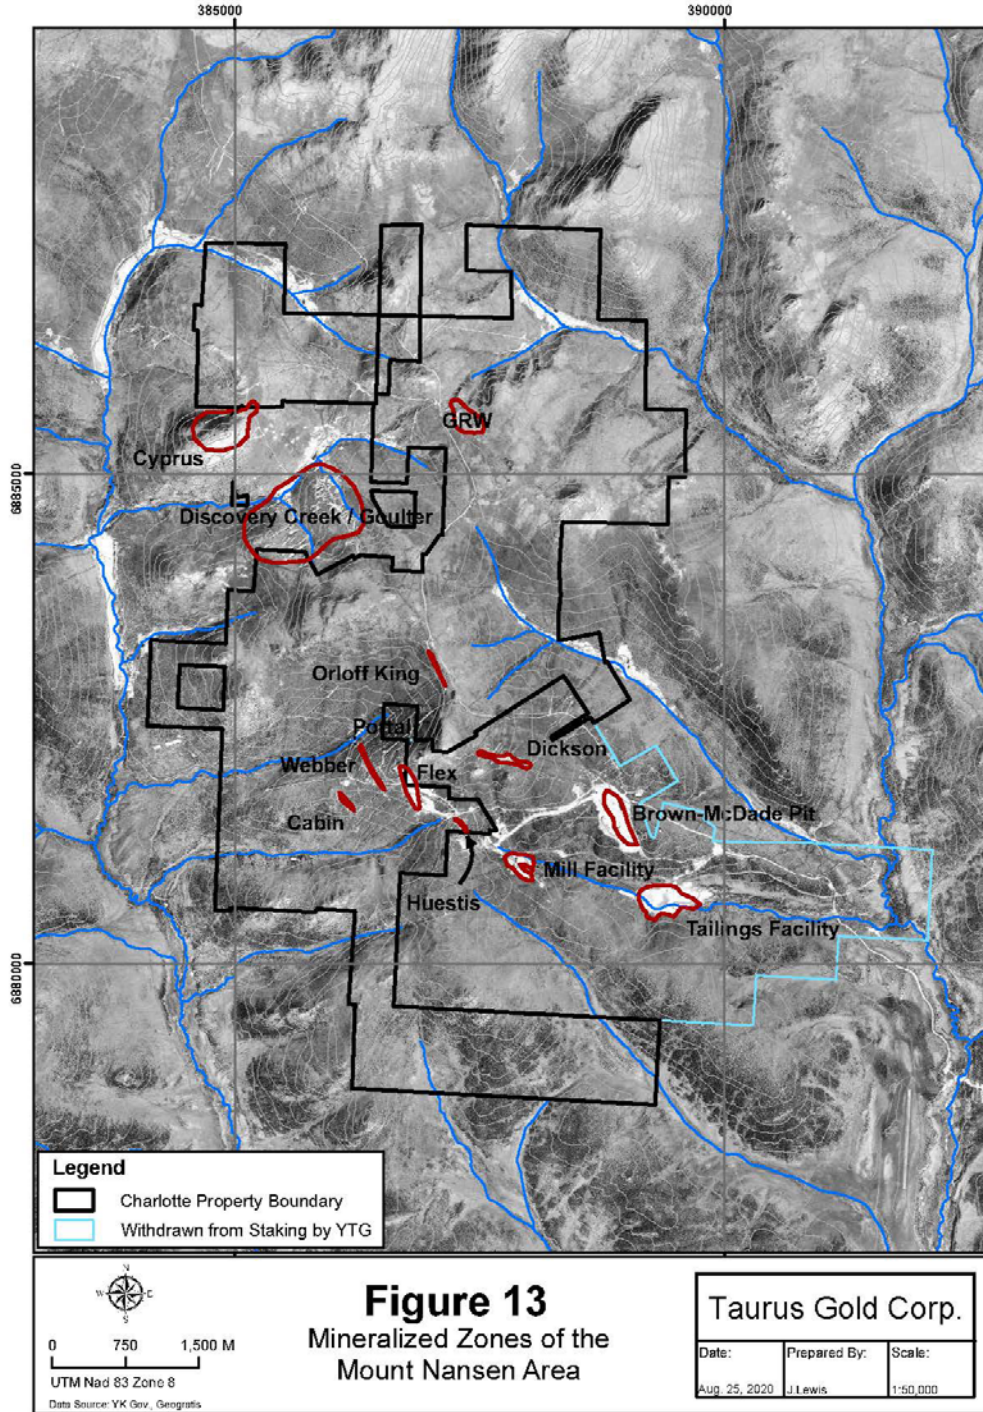 385000
390000
GRW
Cyprus
6885000
Discovery Creek / Goulter
Orloff King
Portal
Dickson
Webber
Flex
Cabin
Brown-McDade Pit
Mill Facility
Huestis
Tailings Facility
6880000
Legend
Charlotte Property Boundary
Withdrawn from Staking by YTG
N
W
E
S
0 750 1,500 M
UTM Nad 83 Zone 8
Data Source: YK Gov., Geogratis
Figure 13
Mineralized Zones of the
Mount Nansen Area
Taurus Gold Corp.
Date: Prepared By: Scale:
Aug. 25, 2020 J.Lewis 1:50,000